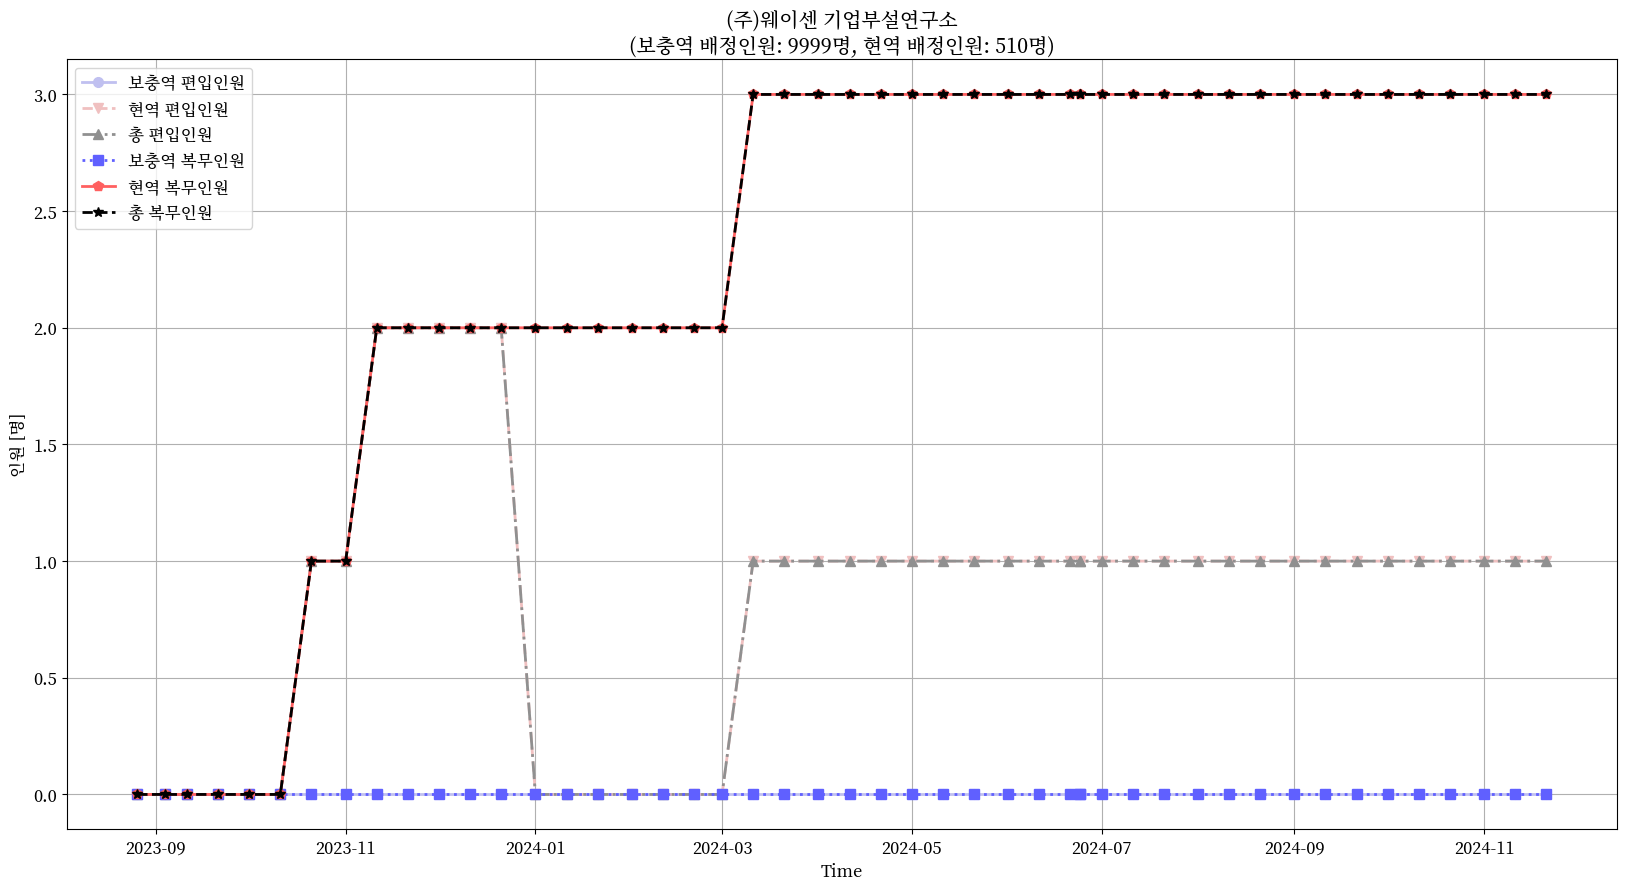 (주)웨이센 기업부설연구소
(보충역 배정인원: 9999명, 현역 배정인원: 510명)
보충역 편입인원
현역 편입인원
총 편입인원
보충역 복무인원
현역 복무인원
총 복무인원
3.0
2.5
2.0
1.5
1.0
0.5
0.0
인원 [명]
2023-09 2023-11 2024-01 2024-03 2024-05 2024-07 2024-09 2024-11
Time